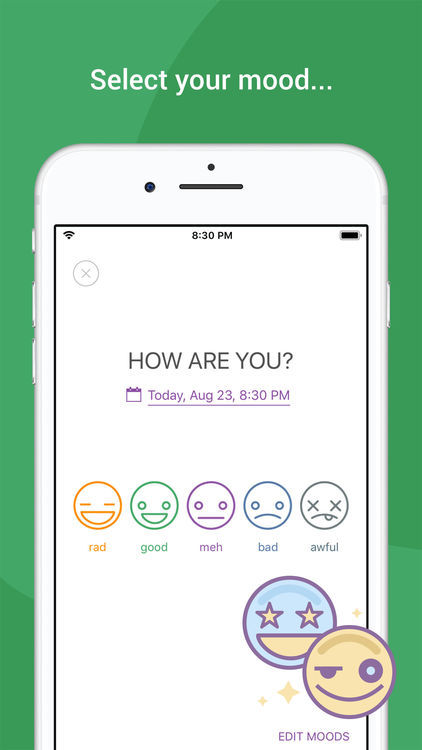 Select your mood...
8:30 PM
HOW ARE YOU?
Today, Aug 23, 8:30 PM
rad good meh bad awful
EDIT MOODS